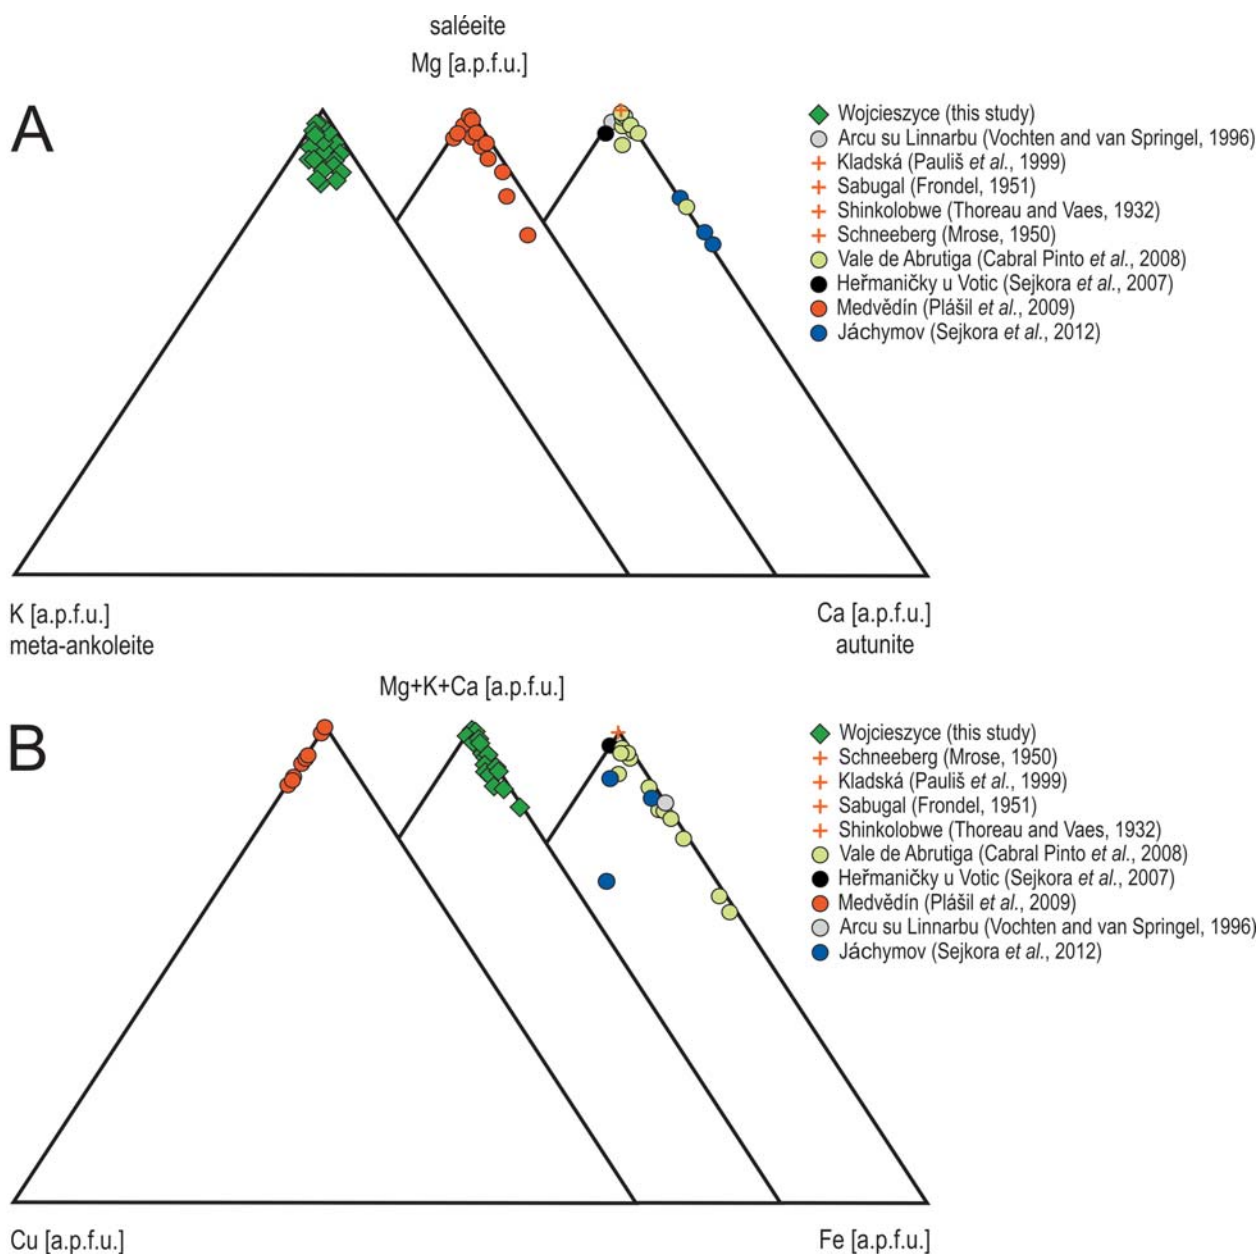 saléeite
Mg [a.p.f.u.]
A
Wojcieszyce (this study)
Arcu su Linnarbu (Vochten and van Springel, 1996)
Kladská (Pauliš et al., 1999)
Sabugal (Frondel, 1951)
Shinkolobwe (Thoreau and Vaes, 1932)
Schneeberg (Mrose, 1950)
Vale de Abrutiga (Cabral Pinto et al., 2008)
Heřmaničky u Votic (Sejkora et al., 2007)
Medvědín (Plášil et al., 2009)
Jáchymov (Sejkora et al., 2012)
K [a.p.f.u.]
meta-ankoleite
Ca [a.p.f.u.]
autunite
Mg+K+Ca [a.p.f.u.]
B
Wojcieszyce (this study)
Schneeberg (Mrose, 1950)
Kladská (Pauliš et al., 1999)
Sabugal (Frondel, 1951)
Shinkolobwe (Thoreau and Vaes, 1932)
Vale de Abrutiga (Cabral Pinto et al., 2008)
Heřmaničky u Votic (Sejkora et al., 2007)
Medvědín (Plášil et al., 2009)
Arcu su Linnarbu (Vochten and van Springel, 1996)
Jáchymov (Sejkora et al., 2012)
Cu [a.p.f.u.]
Fe [a.p.f.u.]